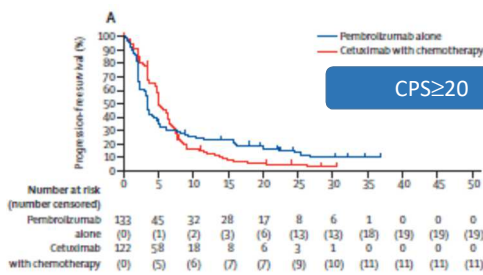 A
Progression-free survival (%)
100
90
80
70
60
50
40
30
20
10
0
Pembrolizumab alone
Cetuximab with chemotherapy
CPS≥20
0 5 10 15 20 25 30 35 40 45 50
Number at risk
(number censored)
Pembrolizumab 133 45 32 28 17 8 6 1 0 0 0
alone (0) (1) (2) (3) (6) (13) (13) (18) (19) (19) (19)
Cetuximab 122 58 18 8 6 3 1 0 0 0 0
with chemotherapy (0) (5) (6) (7) (7) (9) (10) (11) (11) (11) (11)